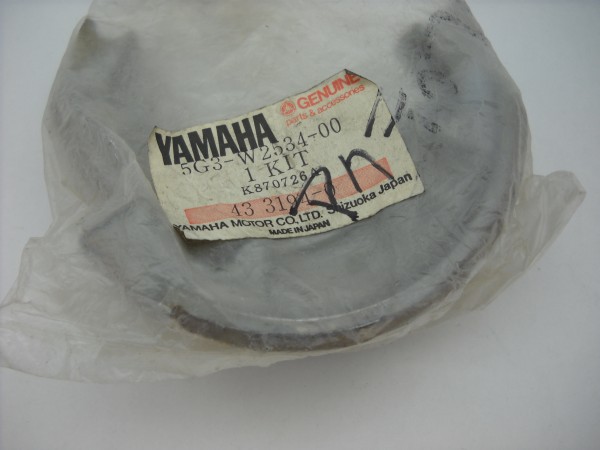 GENUINE
parts & accessories
YAMAHA
5G3-W2534-00
1 KIT
K870726
43
YAMAHA MOTOR CO., LTD. Shizuoka Japan
MADE IN JAPAN